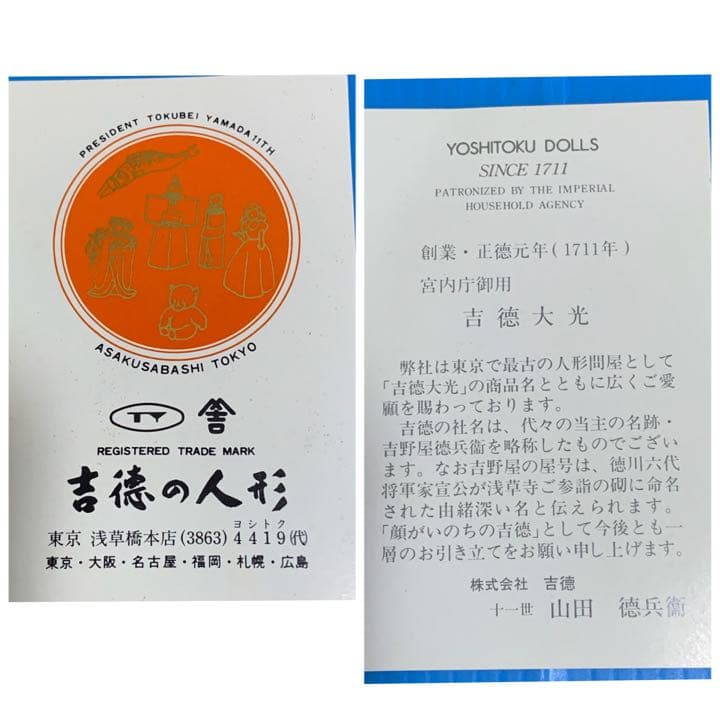 PRESIDENT TOKUBEI YAMADA 11TH
ASAKUSABASHI TOKYO
TY
REGISTERED TRADE MARK
吉徳の人形
ヨシトク
東京 浅草橋本店(3863)4419(代)
東京・大阪・名古屋・福岡・札幌・広島
YOSHITOKU DOLLS
SINCE 1711
PATRONIZED BY THE IMPERIAL
HOUSEHOLD AGENCY
創業・正徳元年(1711年)
宮内庁御用
吉徳大光
弊社は東京で最古の人形問屋として
「吉徳大光」の商品名とともに広くご愛
顧を賜わっております。
吉徳の社名は、代々の当主の名跡・
吉野屋徳兵衞を略称したものでござい
ます。なお吉野屋の屋号は、徳川六代
将軍家宣公が浅草寺ご参詣の砌に命名
された由緒深い名と伝えられます。
「顔がいのちの吉徳」として今後とも一
層のお引き立てをお願い申し上げます。
株式会社 吉徳
十一世 山田 徳兵衞